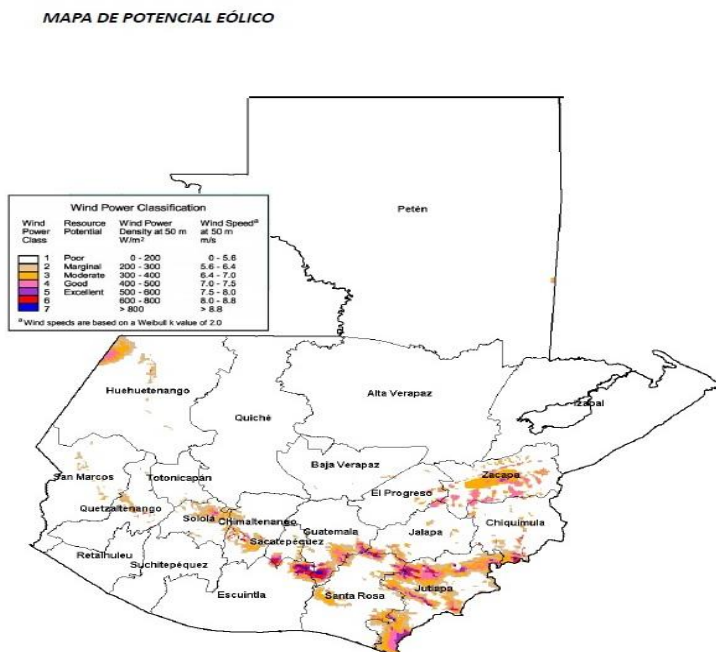 MAPA DE POTENCIAL EÓLICO
Petén
Wind Power Classification
Wind Power Class Resource Potential Wind Power Density at 50 m W/m² Wind Speedᵃ at 50 m m/s
1 Poor 0 - 200 0 - 5.6
2 Marginal 200 - 300 5.6 - 6.4
3 Moderate 300 - 400 6.4 - 7.0
4 Good 400 - 500 7.0 - 7.5
5 Excellent 500 - 600 7.5 - 8.0
6 600 - 800 8.0 - 8.8
7 > 800 > 8.8
ᵃ Wind speeds are based on a Weibull k value of 2.0
Huehuetenango
Quiché
Alta Verapaz
Izabal
San Marcos
Totonicapán
Baja Verapaz
El Progreso
Zacapa
Quetzaltenango
Sololá
Chimaltenango
Sacatepéquez
Guatemala
Jalapa
Chiquimula
Retalhuleu
Suchitepéquez
Escuintla
Santa Rosa
Jutiapa